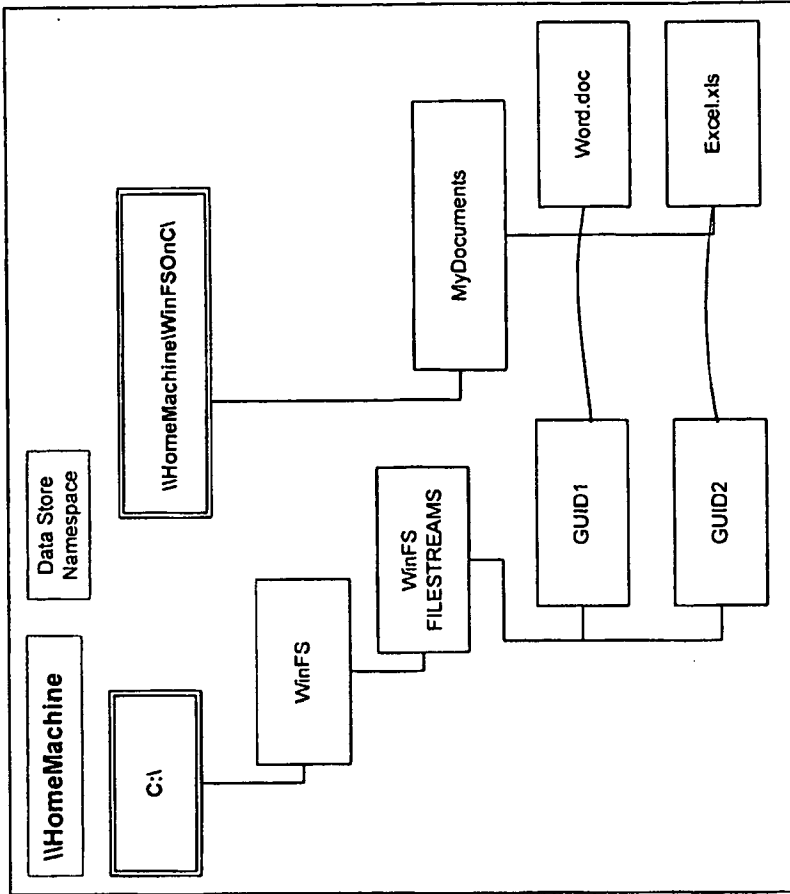 \\HomeMachine
Data Store
Namespace
C:\
\\HomeMachine\WinFSOnC\
WinFS
WinFS
FILESTREAMS
MyDocuments
GUID1
Word.doc
GUID2
Excel.xls